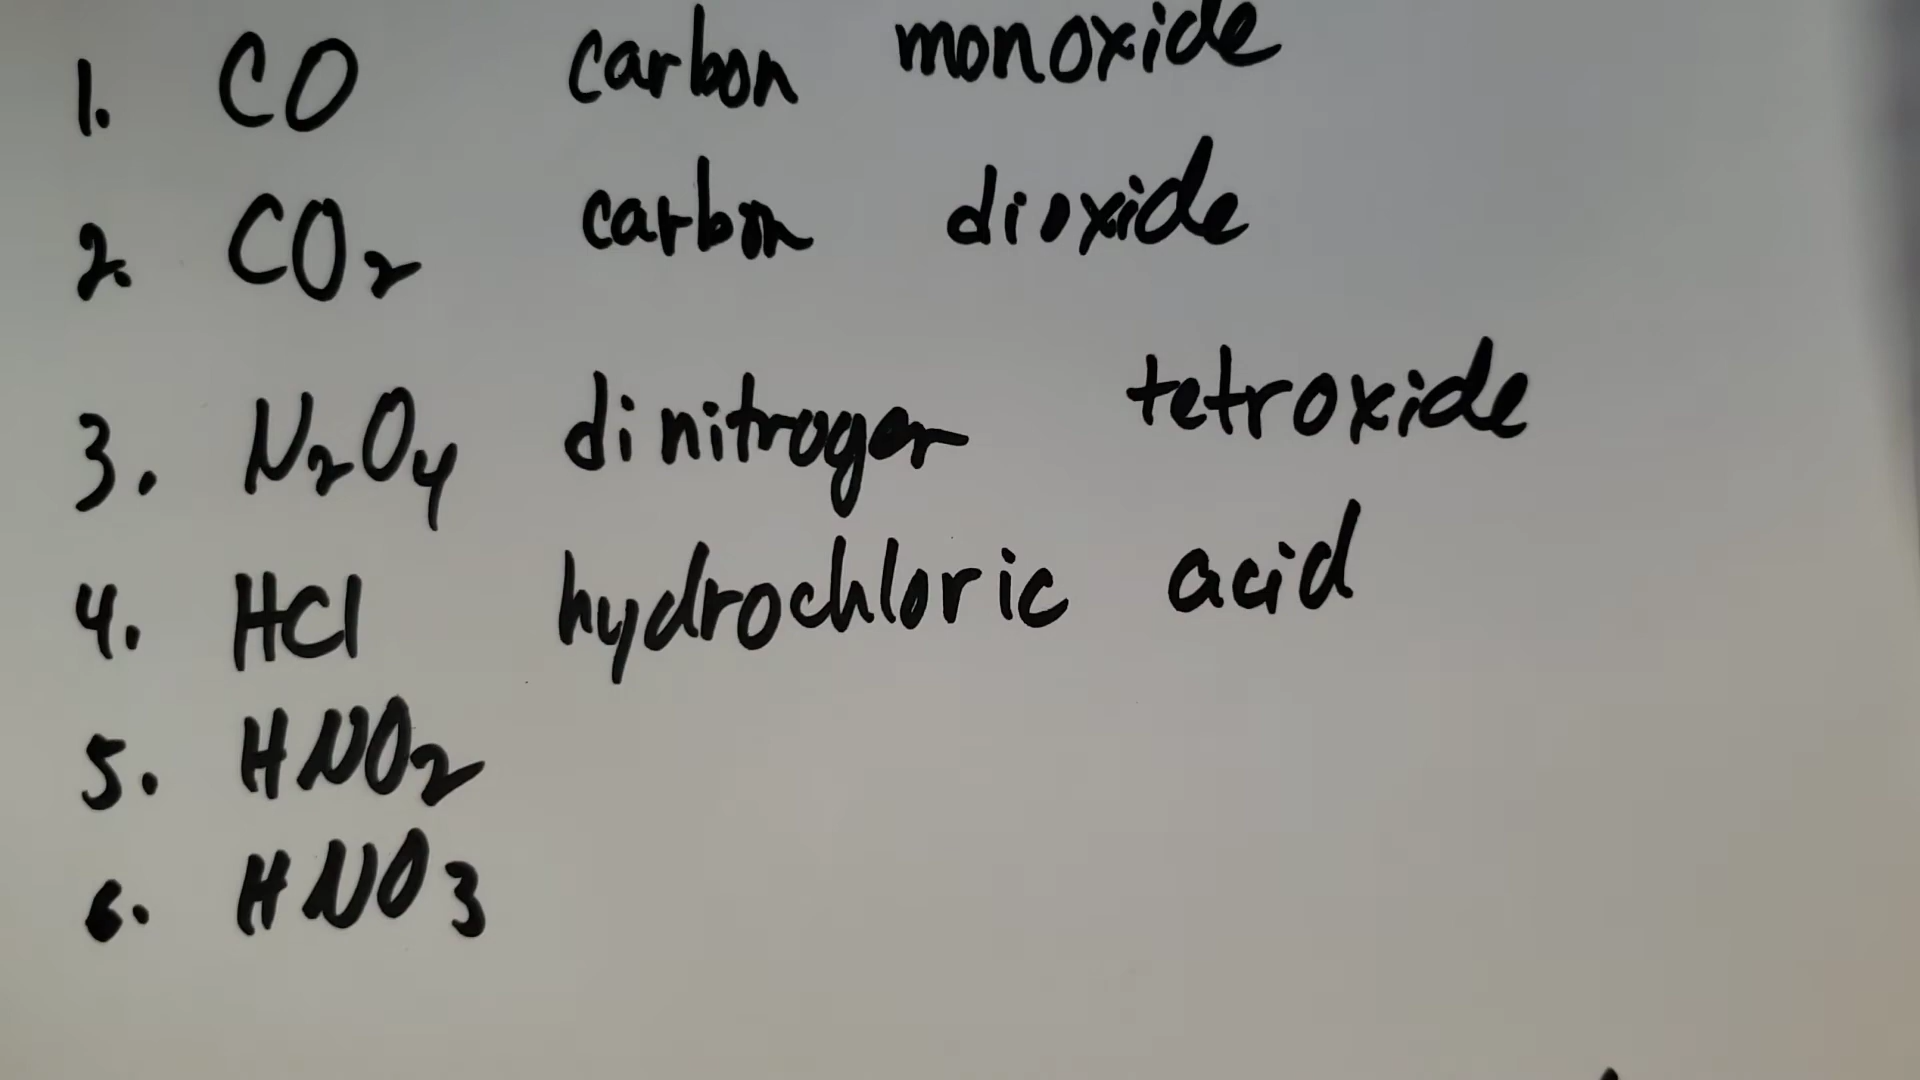 1. CO carbon monoxide
2. CO2 carbon dioxide
3. N2O4 dinitrogen tetroxide
4. HCl hydrochloric acid
5. HNO2
6. HNO3